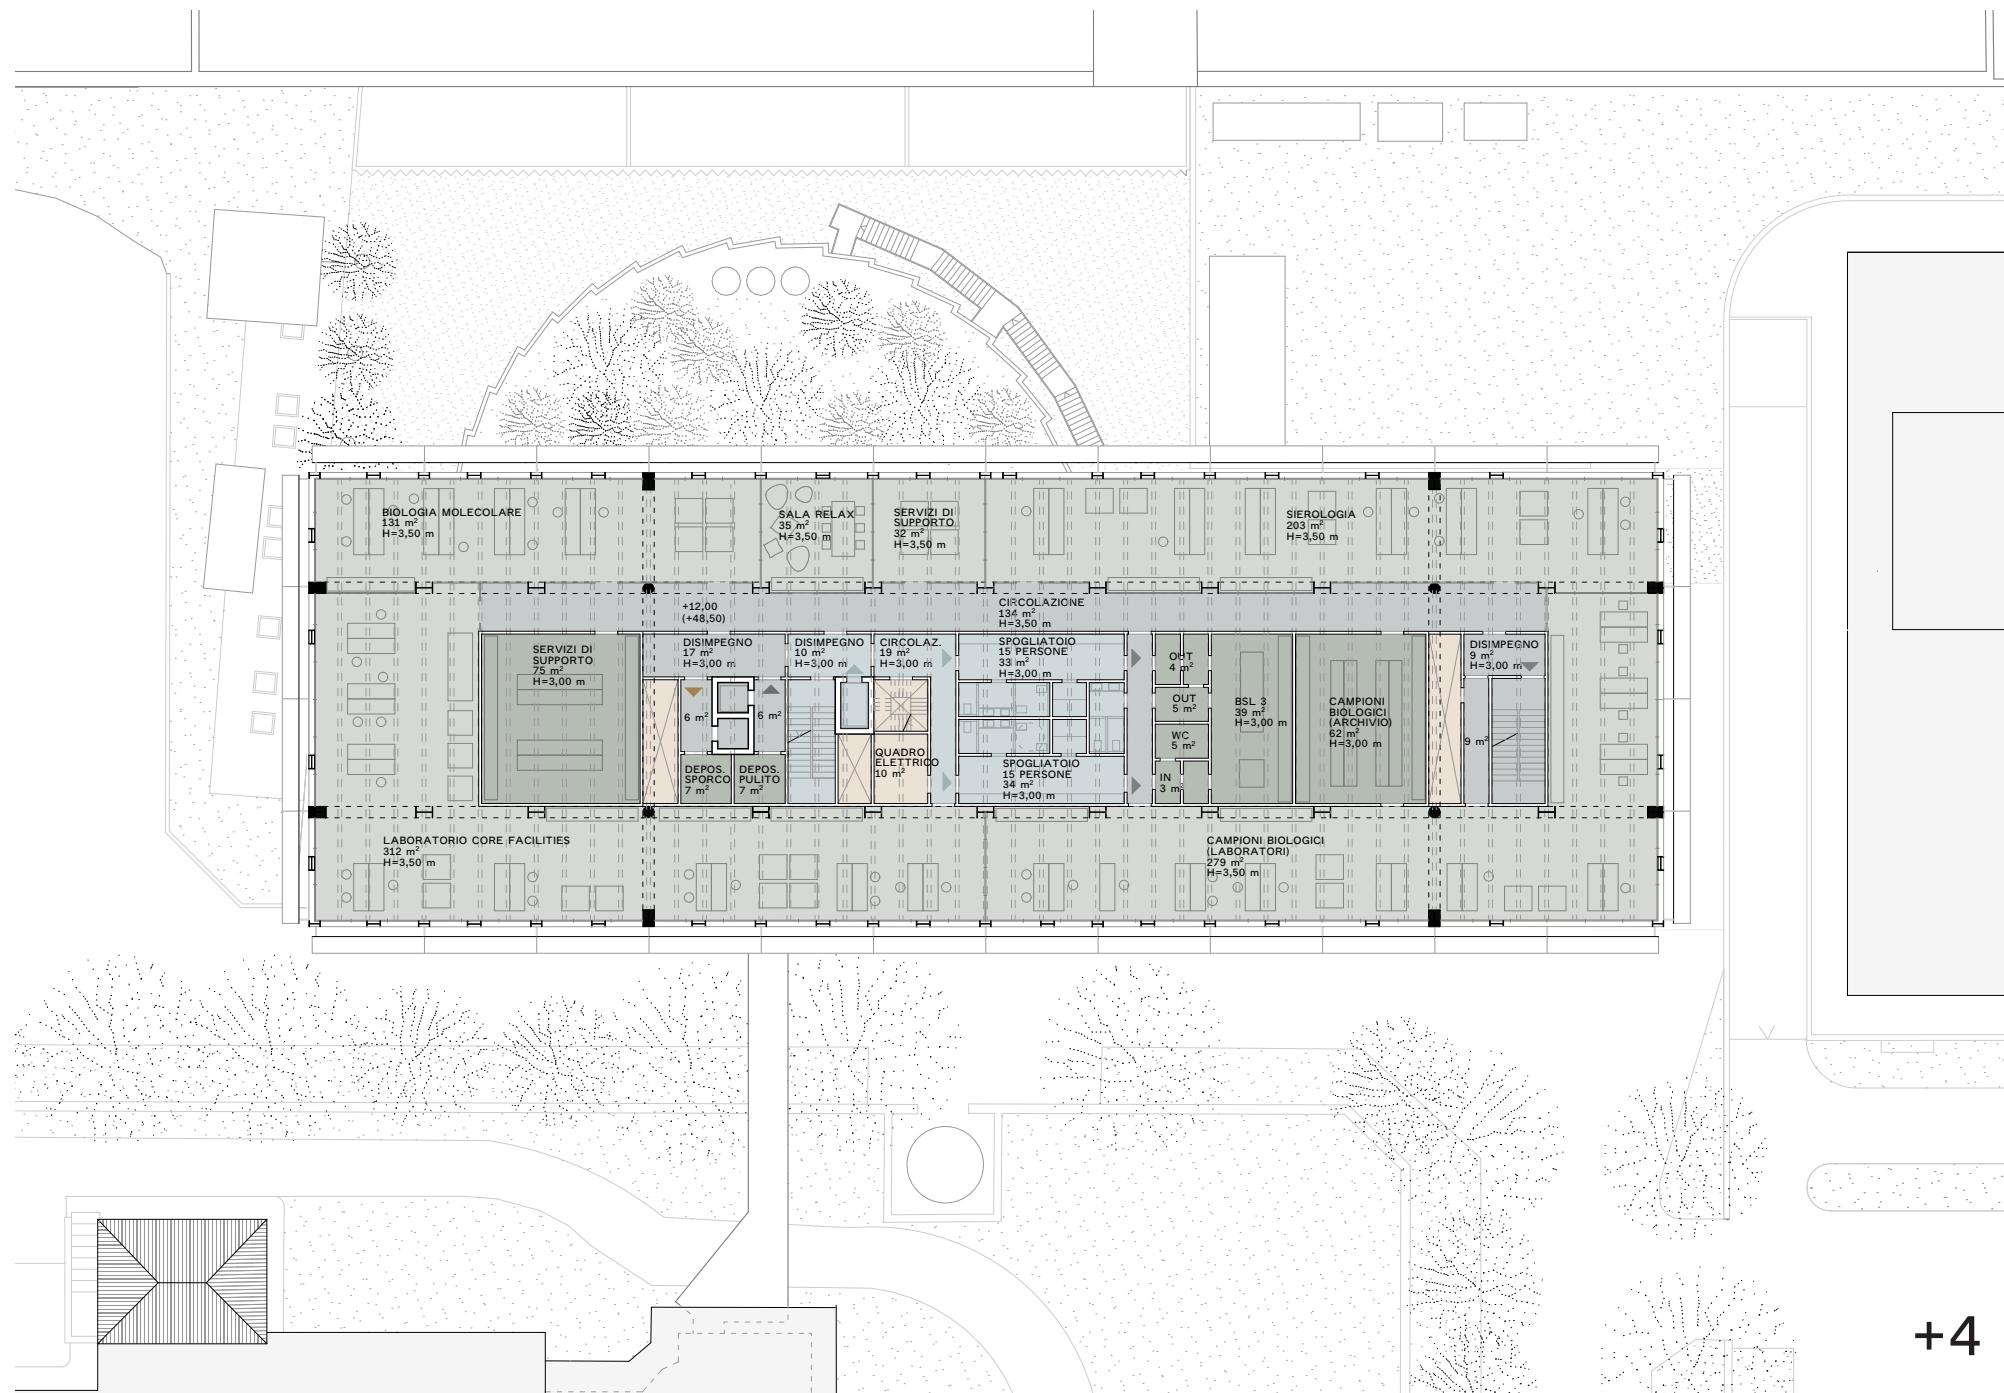 BIOLOGIA MOLECOLARE
131 m²
H=3,50 m
SALA RELAX
35 m²
H=3,50 m
SERVIZI DI
SUPPORTO
32 m²
H=3,50 m
SIEROLOGIA
203 m²
H=3,50 m
+12,00
(+48,50)
CIRCOLAZIONE
134 m²
H=3,50 m
SERVIZI DI
SUPPORTO
75 m²
H=3,00 m
DISIMPEGNO
17 m²
H=3,00 m
DISIMPEGNO
10 m²
H=3,00 m
CIRCOLAZ.
19 m²
H=3,00 m
SPOGLIATOIO
15 PERSONE
33 m²
H=3,00 m
OUT
4 m²
DISIMPEGNO
9 m²
H=3,00 m
6 m²
6 m²
OUT
5 m²
BSL 3
39 m²
H=3,00 m
CAMPIONI
BIOLOGICI
(ARCHIVIO)
62 m²
H=3,00 m
WC
5 m²
9 m²
QUADRO
ELETTRICO
10 m²
DEPOS.
SPORCO
7 m²
DEPOS.
PULITO
7 m²
SPOGLIATOIO
15 PERSONE
34 m²
H=3,00 m
IN
3 m²
LABORATORIO CORE FACILITIES
312 m²
H=3,50 m
CAMPIONI BIOLOGICI
(LABORATORI)
279 m²
H=3,50 m
+4